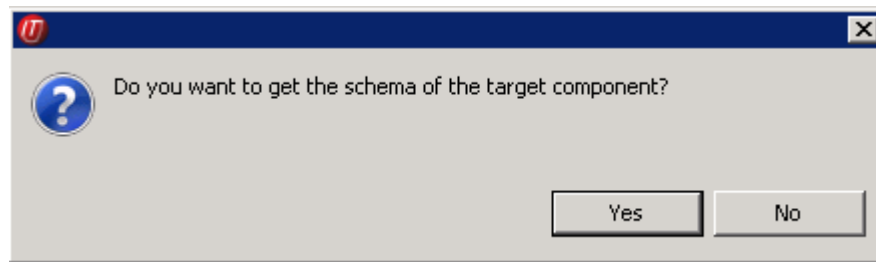 Do you want to get the schema of the target component?
Yes
No